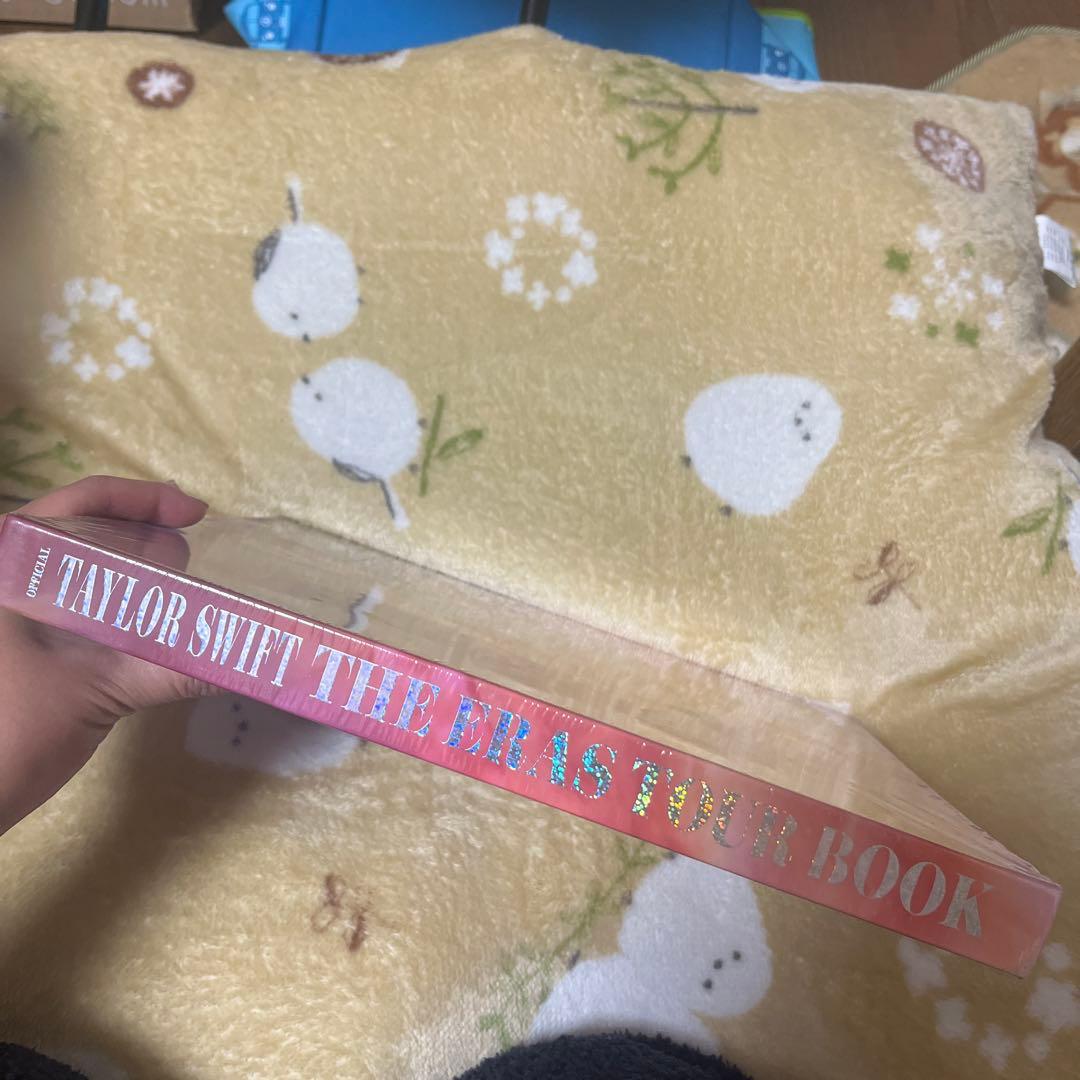 OFFICIAL
TAYLOR SWIFT THE ERAS TOUR BOOK